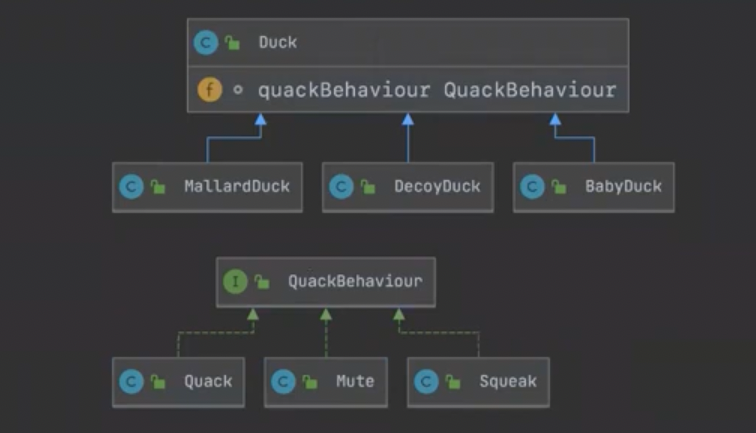 C Duck
f quackBehaviour QuackBehaviour
C MallardDuck C DecoyDuck C BabyDuck
I QuackBehaviour
C Quack C Mute C Squeak